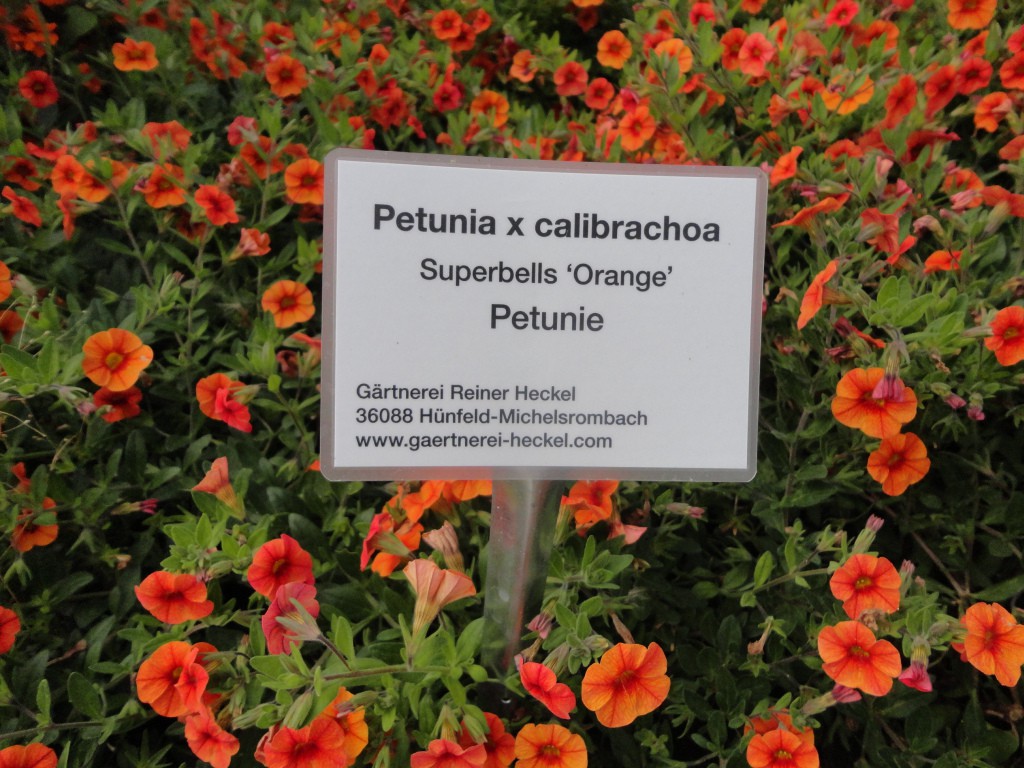 Petunia x calibrachoa
Superbells ‘Orange’
Petunie
Gärtnerei Reiner Heckel
36088 Hünfeld-Michelsrombach
www.gaertnerei-heckel.com